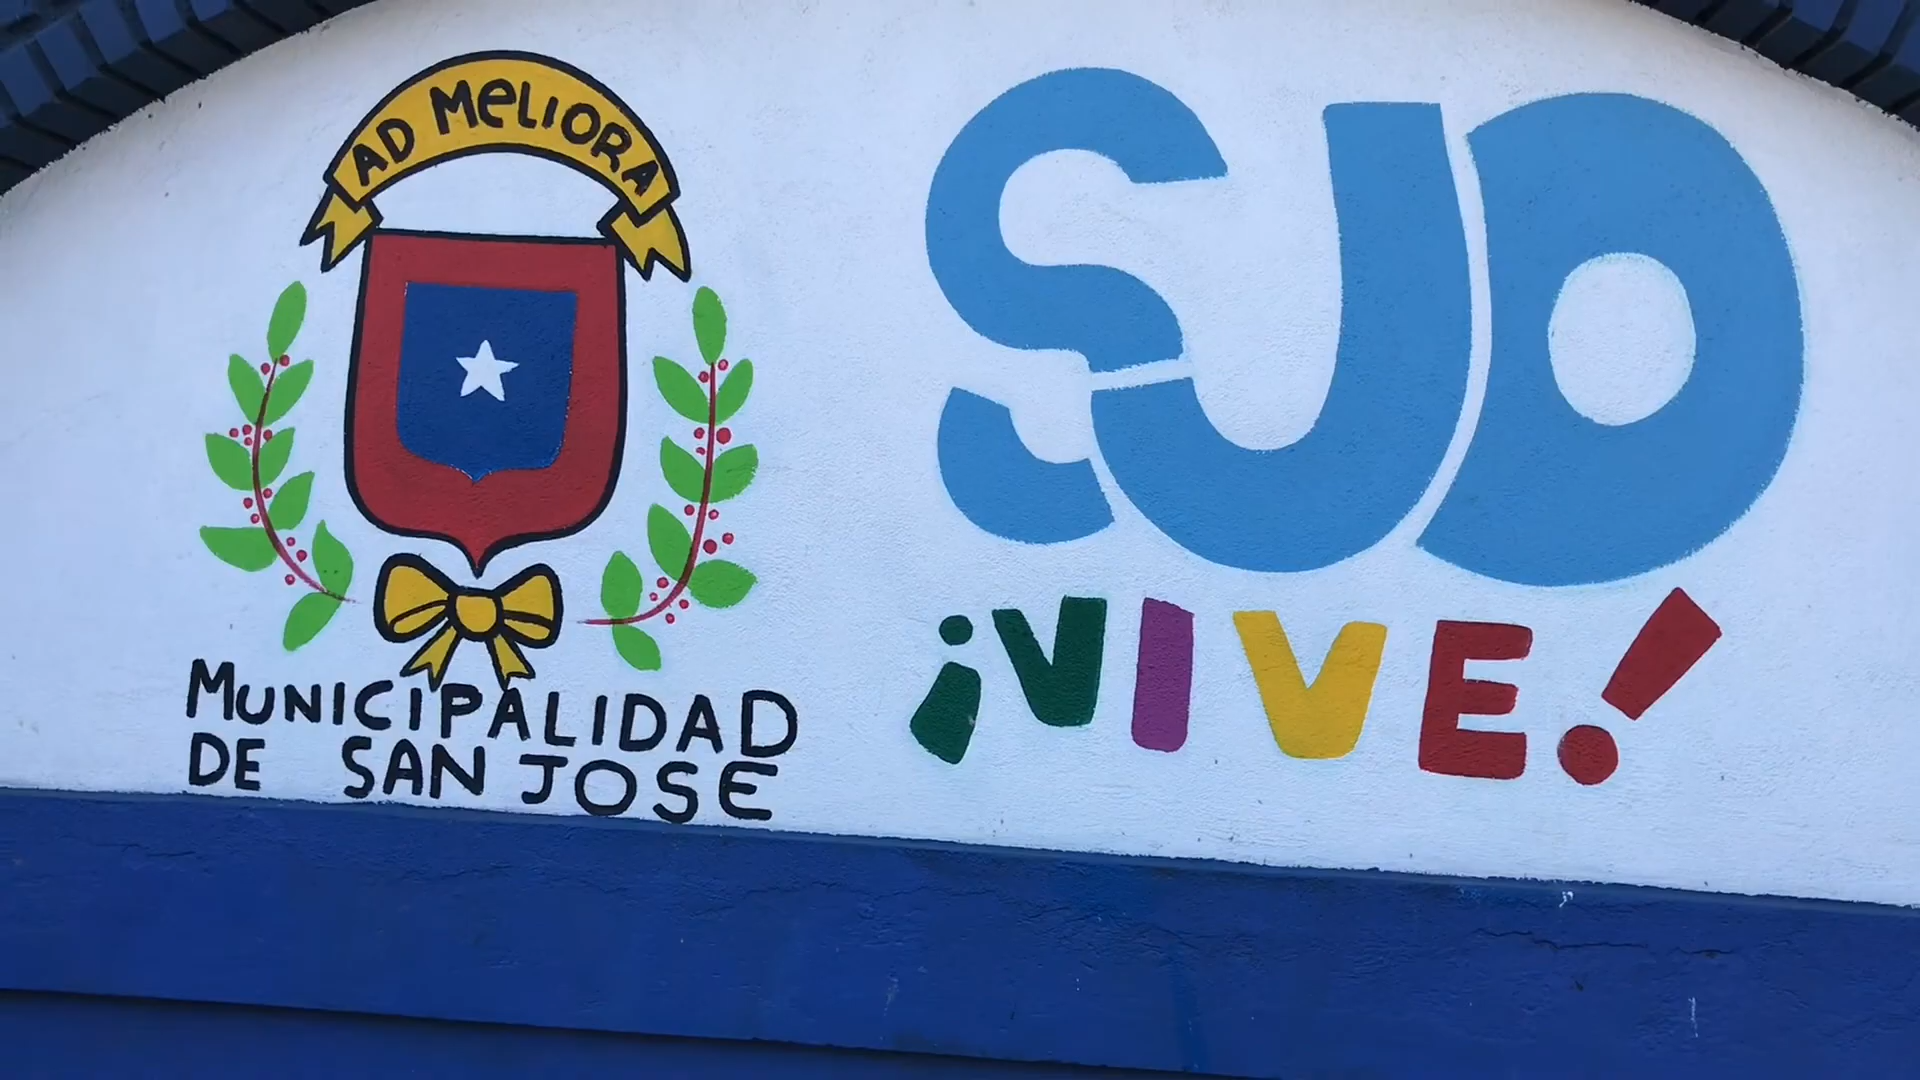 AD MELIORA
MUNICIPALIDAD
DE SAN JOSE
SJO
¡VIVE!